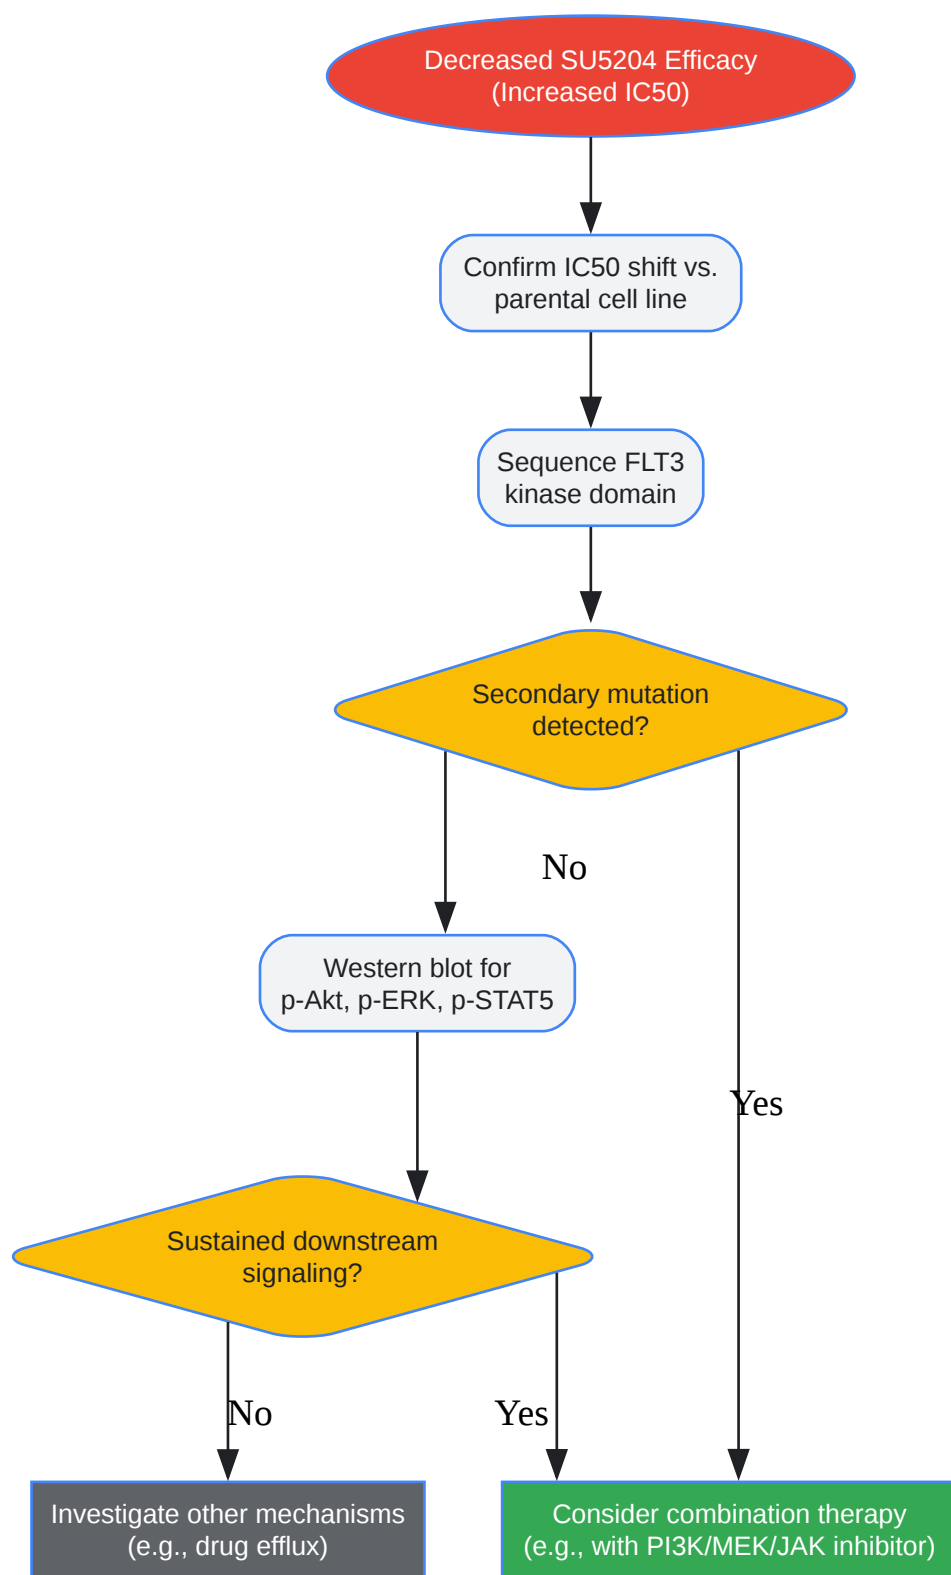 Decreased SU5204 Efficacy
(Increased IC50)
Confirm IC50 shift vs.
parental cell line
Sequence FLT3
kinase domain
Secondary mutation
detected?
No
Western blot for
p-Akt, p-ERK, p-STAT5
Yes
Sustained downstream
signaling?
No
Yes
Investigate other mechanisms
(e.g., drug efflux)
Consider combination therapy
(e.g., with PI3K/MEK/JAK inhibitor)